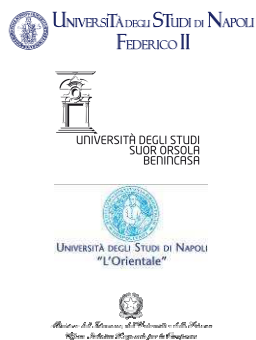 UNIVERSITÀ DEGLI STUDI DI NAPOLI
FEDERICO II
UNIVERSITÀ DEGLI STUDI
SUOR ORSOLA
BENINCASA
UNIVERSITÀ DEGLI STUDI DI NAPOLI
"L'Orientale"